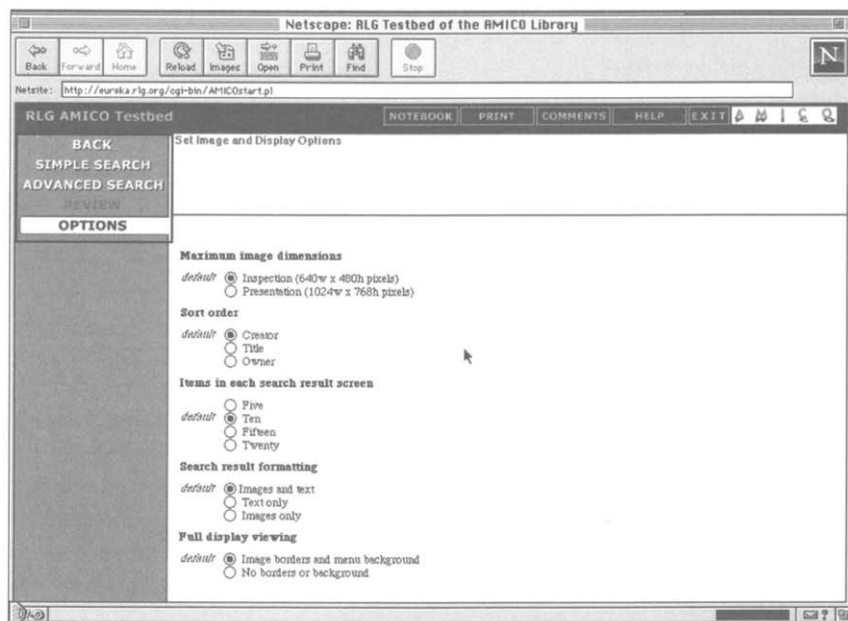 Netscape: RLG Testbed of the AMICO Library
Back Forward Home Reload Images Open Print Find Stop
N
Netsite: http://eureka.rlg.org/cgi-bin/AMICOstart.pl
RLG AMICO Testbed NOTEBOOK PRINT COMMENTS HELP EXIT A M I C O
BACK
SIMPLE SEARCH
ADVANCED SEARCH
REVIEW
OPTIONS
Set Image and Display Options
Maximum image dimensions
default Inspection (640w x 480h pixels)
Presentation (1024w x 768h pixels)
Sort order
default Creator
Title
Owner
Items in each search result screen
Five
default Ten
Fifteen
Twenty
Search result formatting
default Images and text
Text only
Images only
Full display viewing
default Image borders and menu background
No borders or background
?